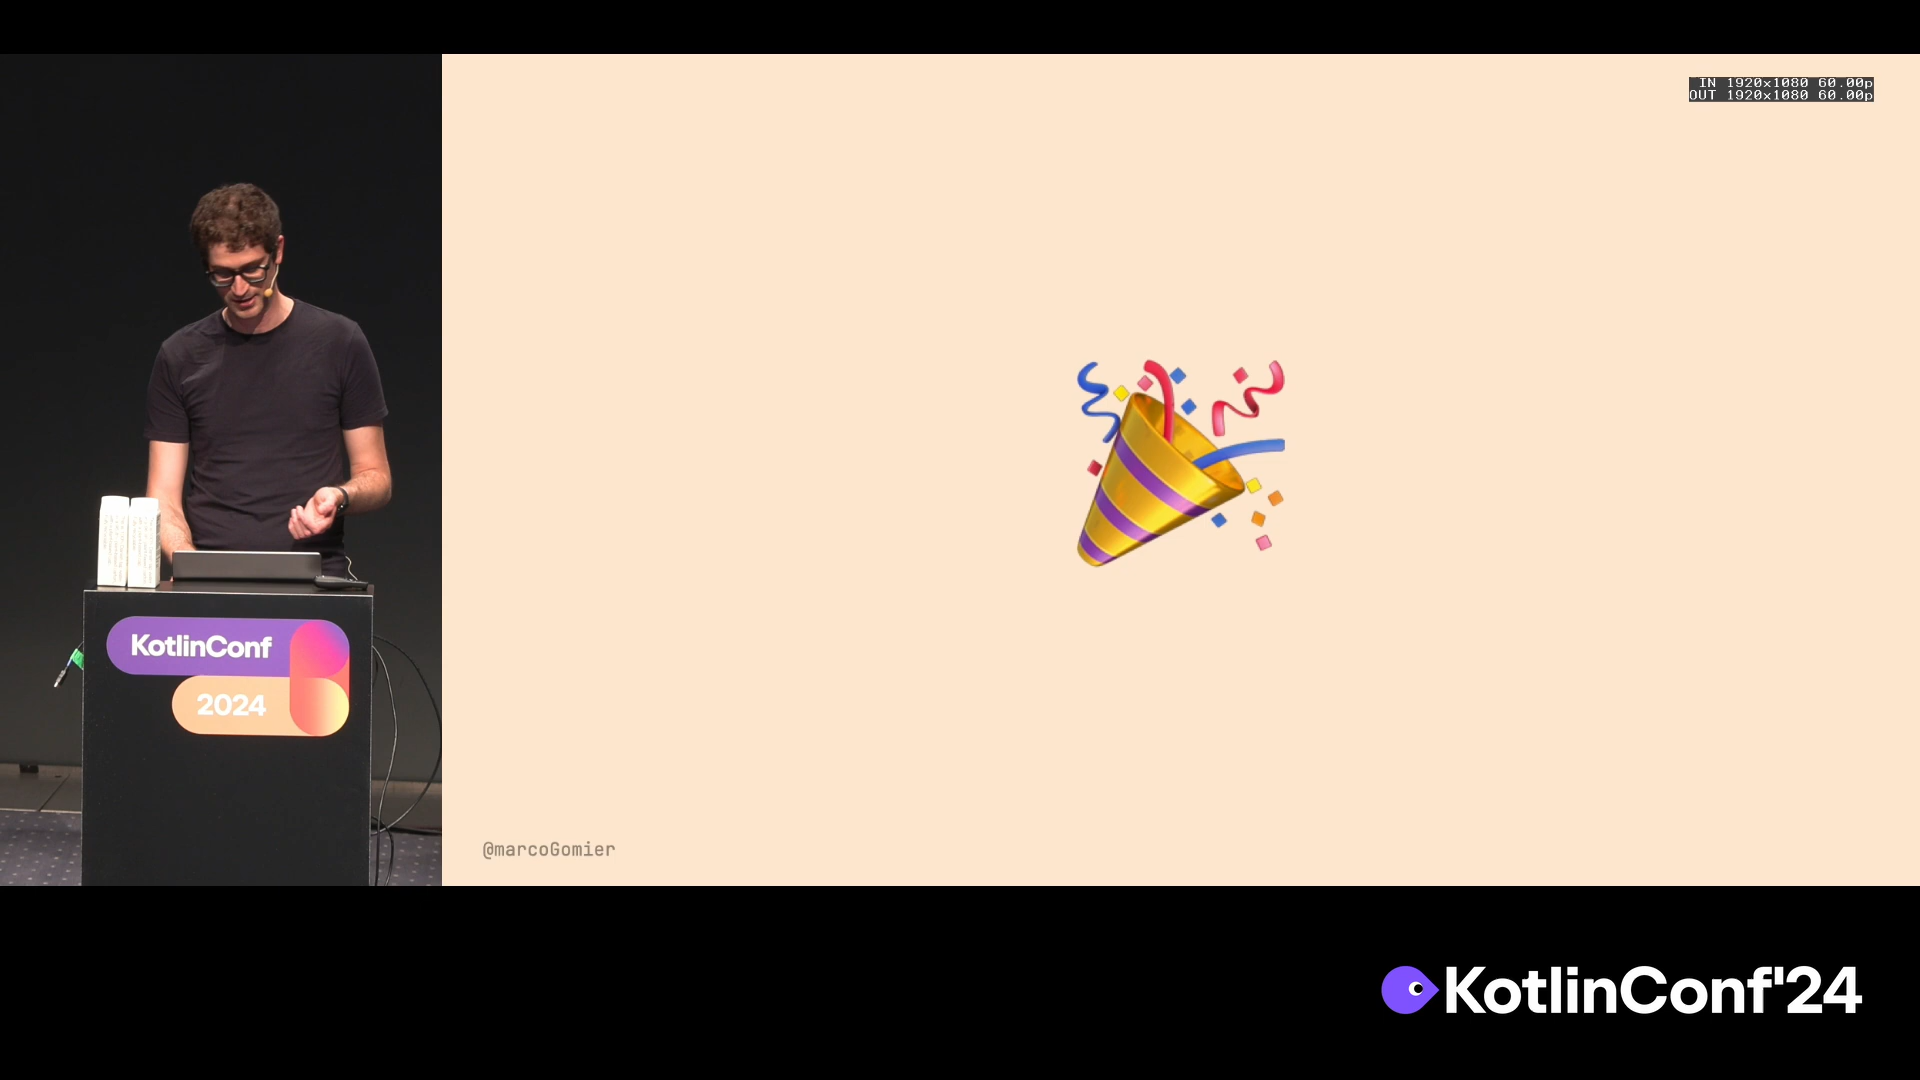 IN 1920x1080 60.00p
OUT 1920x1080 60.00p
KotlinConf
2024
@marcoGomier
KotlinConf'24